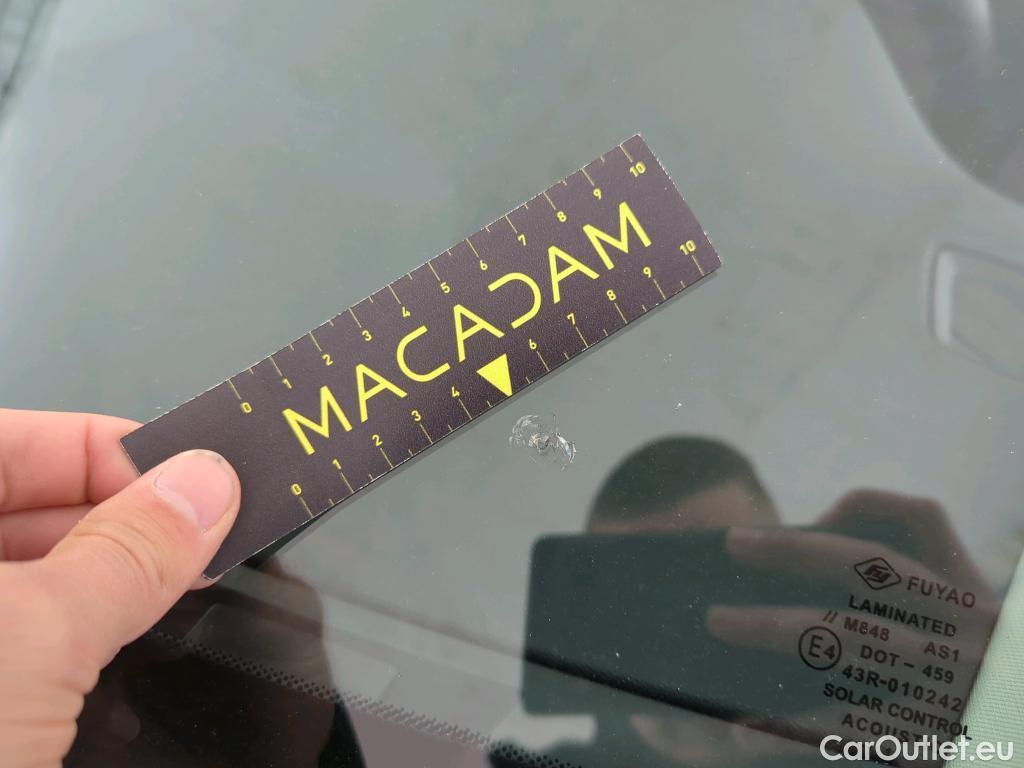 0 1 2 3 4 5 6 7 8 9 10
MACADAM
0 1 2 3 4 6 7 8 9 10
FY FUYAO
LAMINATED
// M848 AS1
E4 DOT - 459
43R-010242
SOLAR CONTROL
CarOutlet.eu